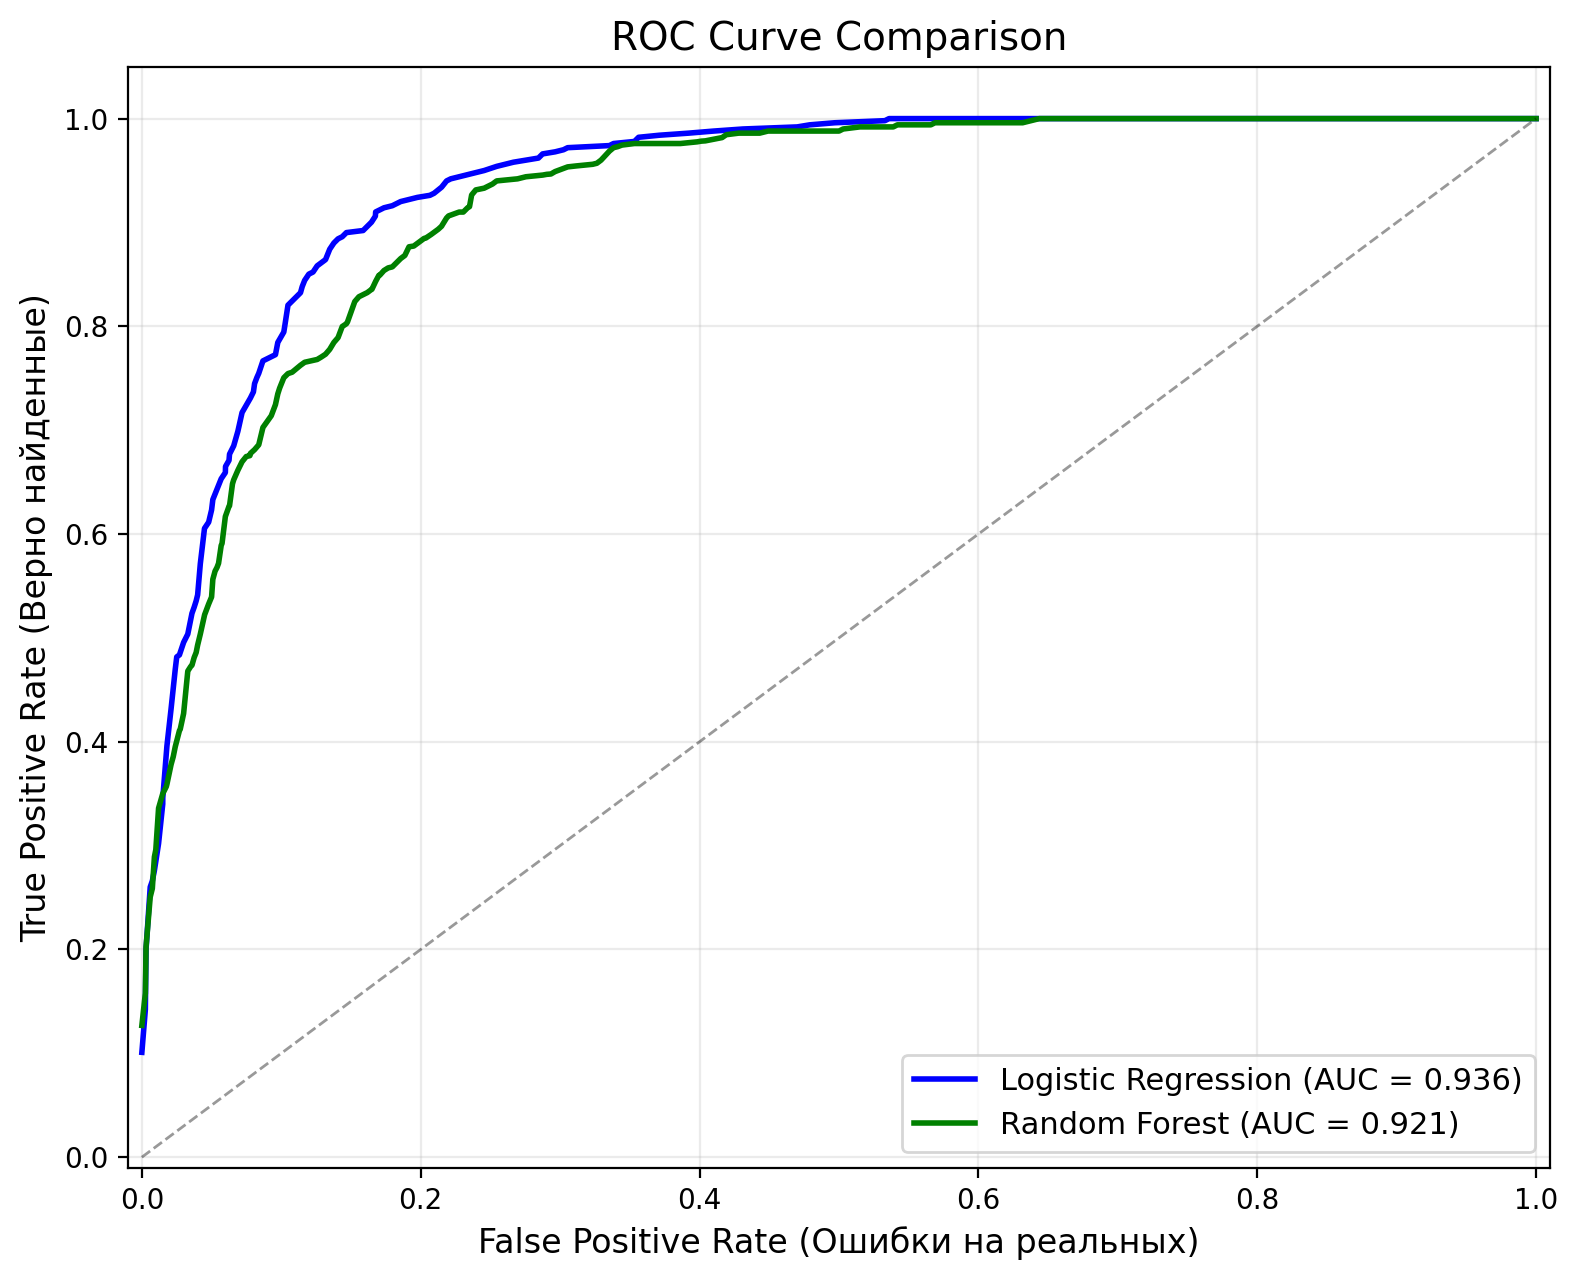 ROC Curve Comparison
True Positive Rate (Верно найденные)
1.0
0.8
0.6
0.4
0.2
0.0
Logistic Regression (AUC = 0.936)
Random Forest (AUC = 0.921)
0.0 0.2 0.4 0.6 0.8 1.0
False Positive Rate (Ошибки на реальных)